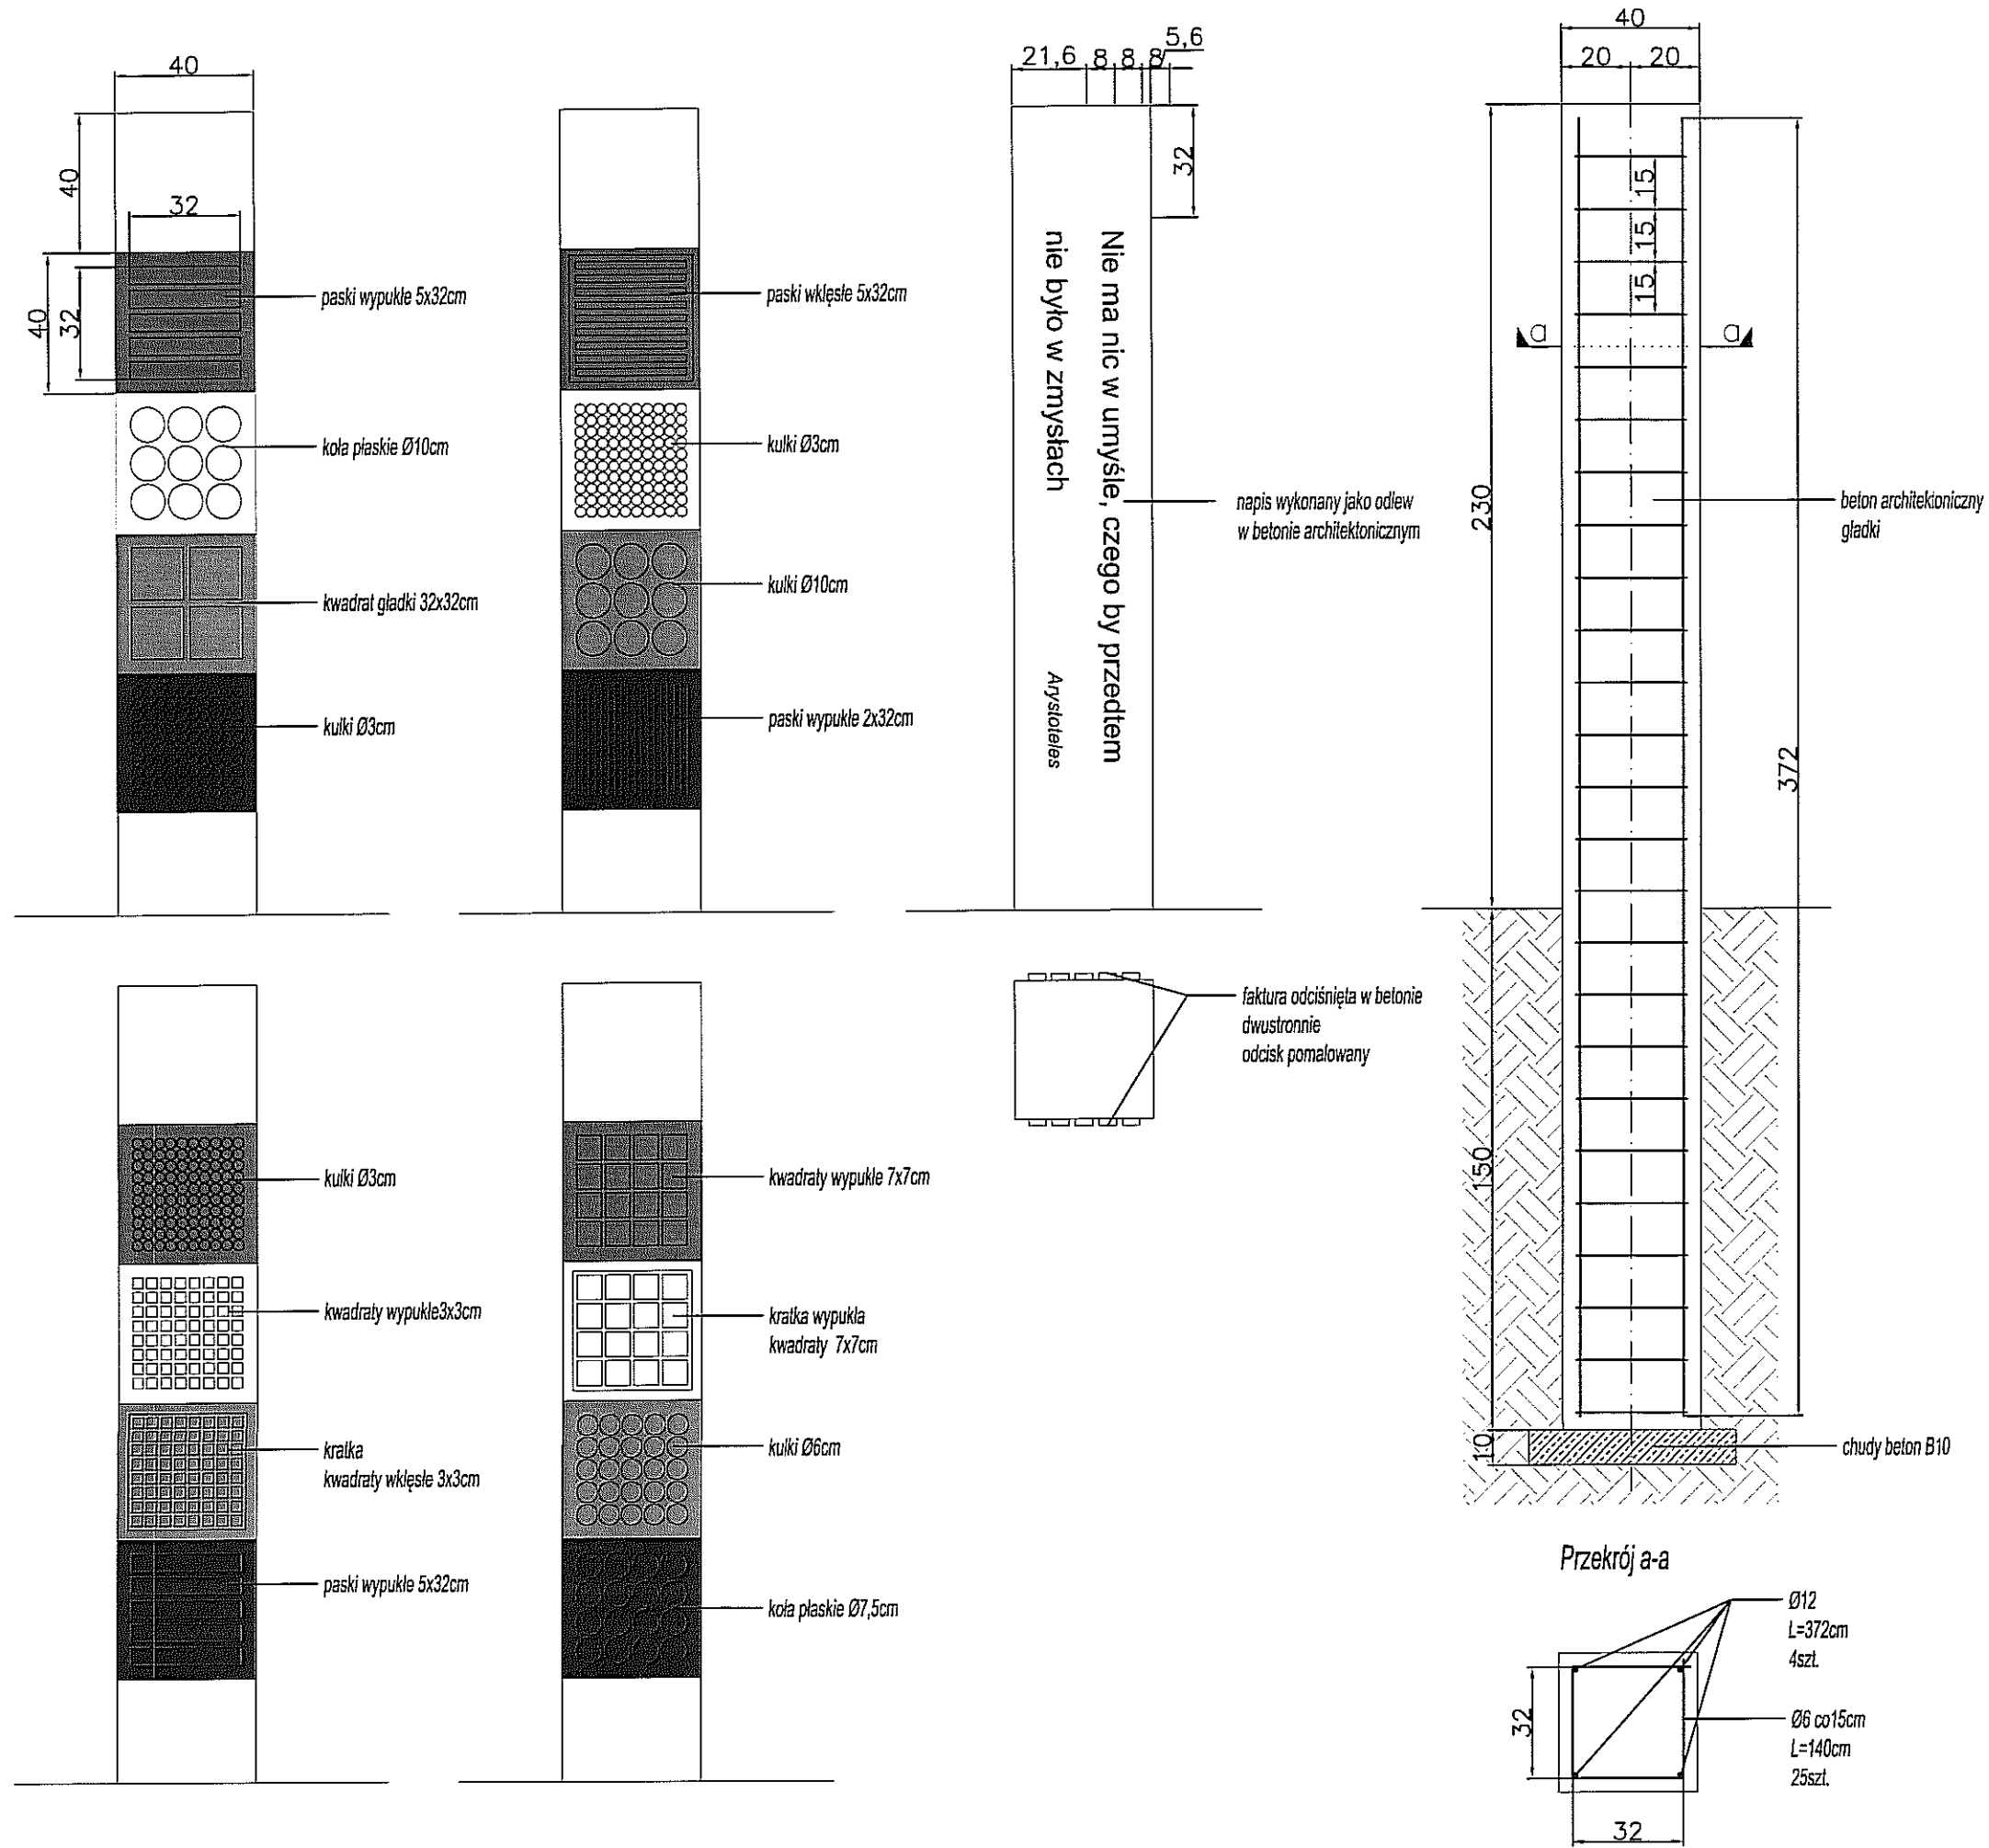 40
40
32
40
32
paski wypukłe 5x32cm
koła płaskie Ø10cm
kwadrat gładki 32x32cm
kulki Ø3cm
paski wklęsłe 5x32cm
kulki Ø3cm
kulki Ø10cm
paski wypukłe 2x32cm
21,6 8 8 8 5,6
32
Nie ma nic w umyśle, czego by przedtem
nie było w zmysłach
Arystoteles
napis wykonany jako odlew
w betonie architektonicznym
faktura odciśnięta w betonie
dwustronnie
odcisk pomalowany
40
20 20
15
15
15
a a
230
372
150
10
beton architektoniczny
gładki
chudy beton B10
kulki Ø3cm
kwadraty wypukłe3x3cm
kratka
kwadraty wklęsłe 3x3cm
paski wypukłe 5x32cm
kwadraty wypukłe 7x7cm
kratka wypukła
kwadraty 7x7cm
kulki Ø6cm
koła płaskie Ø7,5cm
Przekrój a-a
Ø12
L=372cm
4szt.
Ø6 co15cm
L=140cm
25szt.
32
32